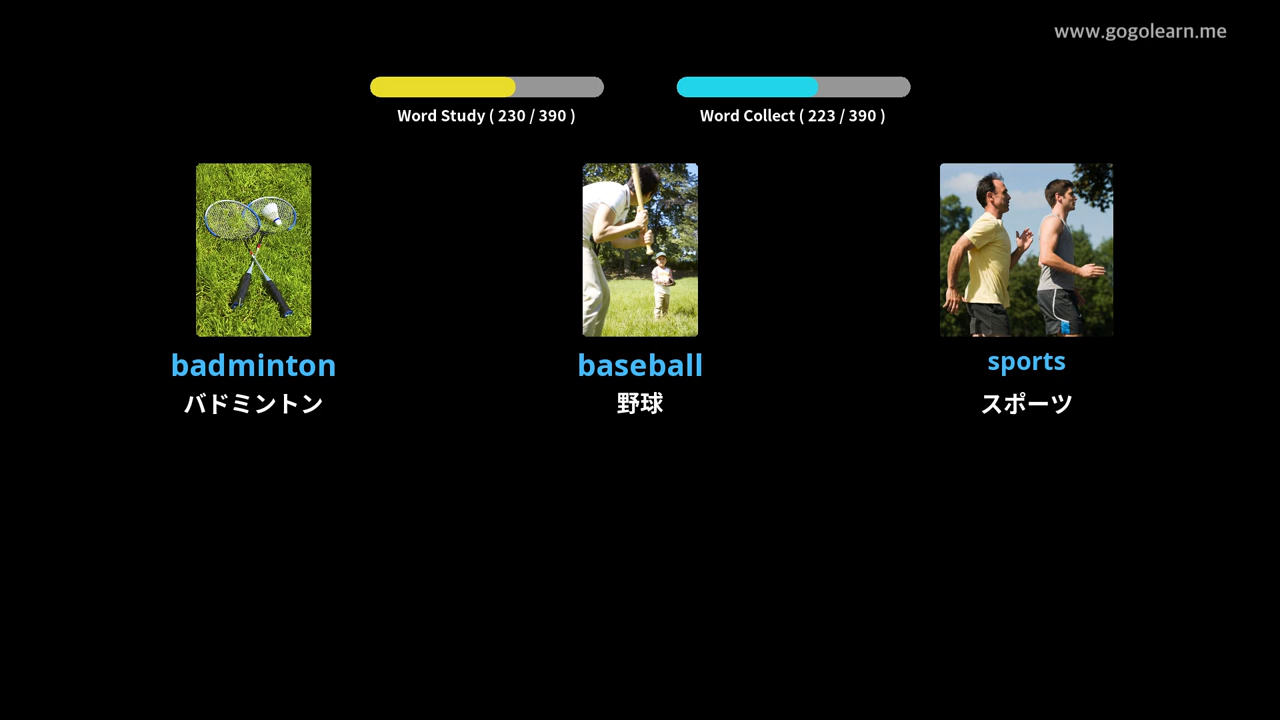 www.gogolearn.me
Word Study ( 230 / 390 )
Word Collect ( 223 / 390 )
badminton
baseball
sports
バドミントン
野球
スポーツ